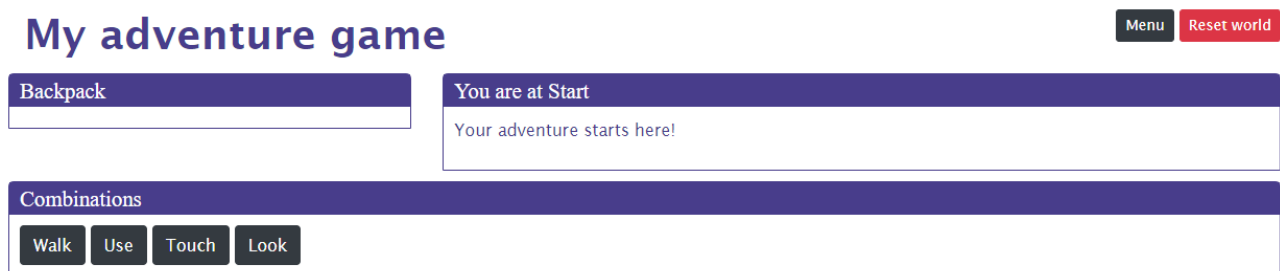 My adventure game
Menu
Reset world
Backpack
You are at Start
Your adventure starts here!
Combinations
Walk
Use
Touch
Look